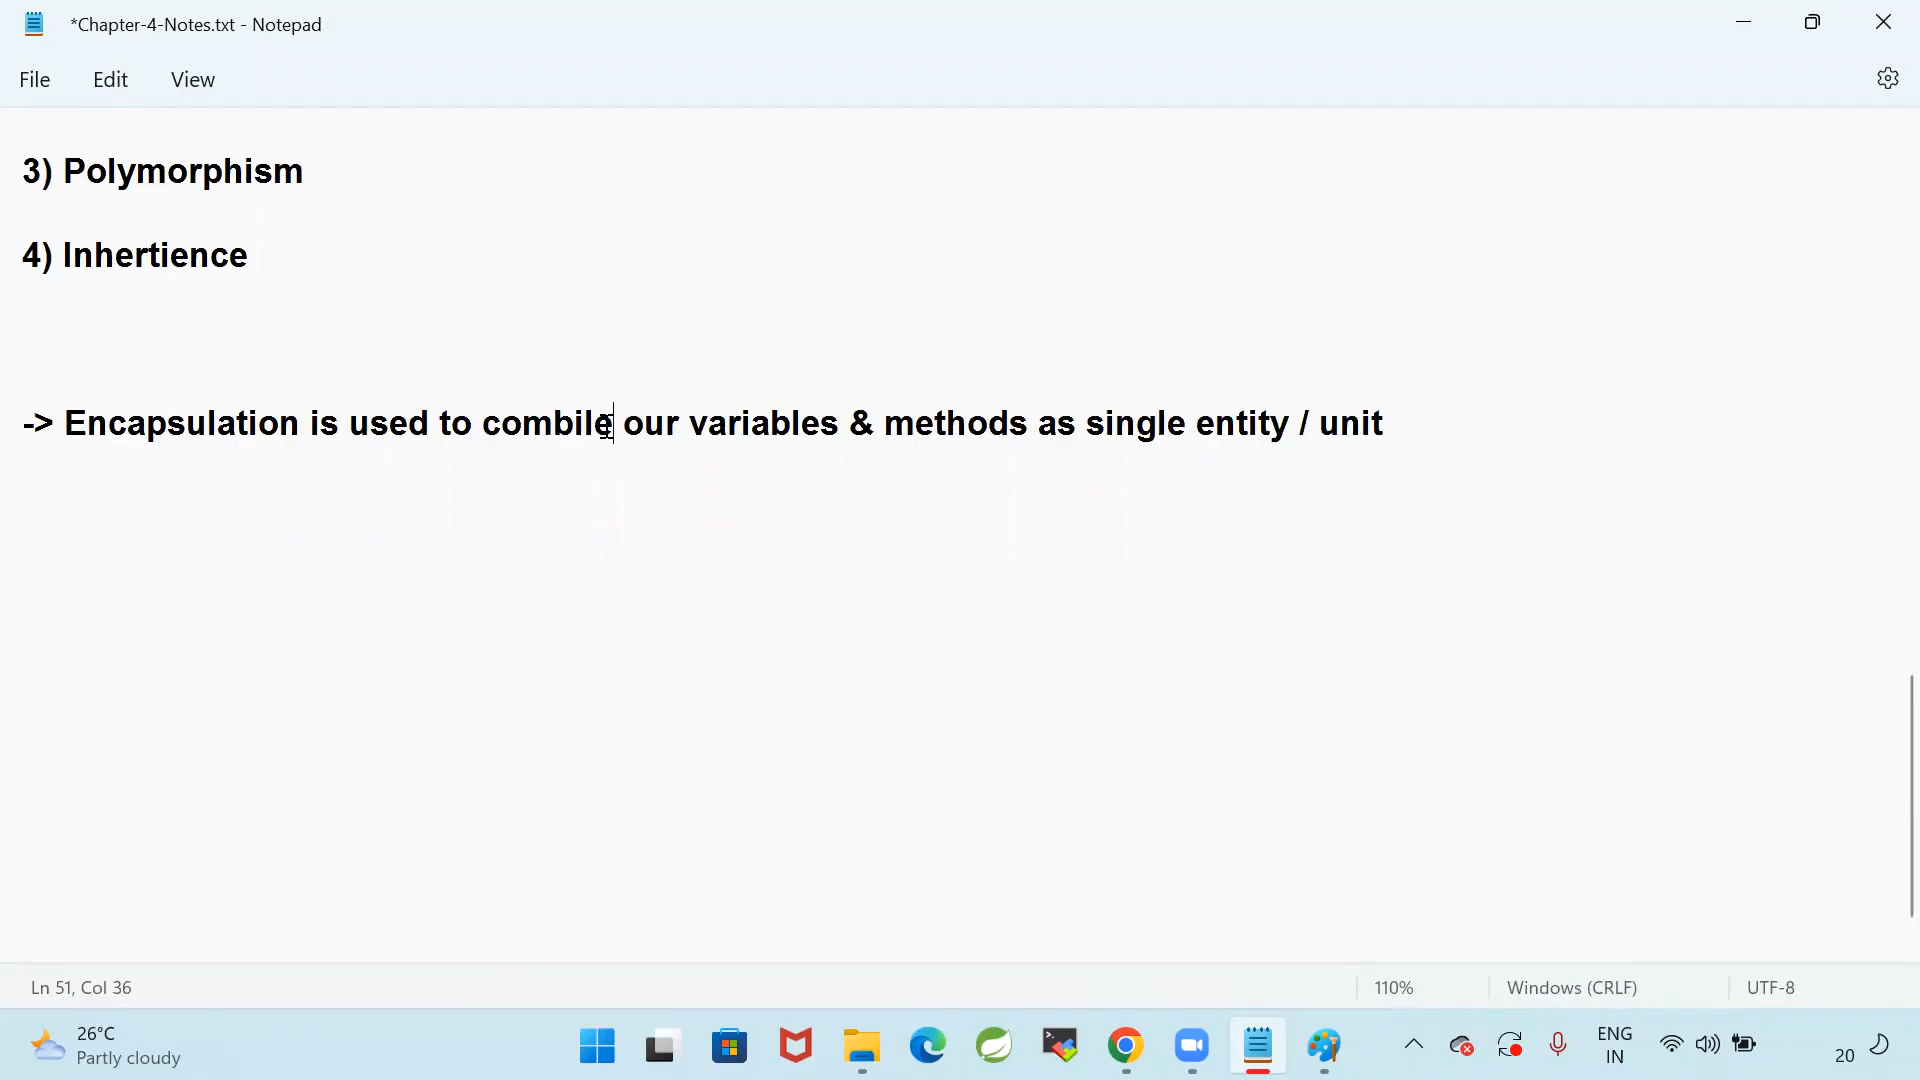 *Chapter-4-Notes.txt - Notepad
File Edit View
3) Polymorphism
4) Inhertience
-> Encapsulation is used to combile our variables & methods as single entity / unit
Ln 51, Col 36 110% Windows (CRLF) UTF-8
26°C
Partly cloudy
ENG
IN
20